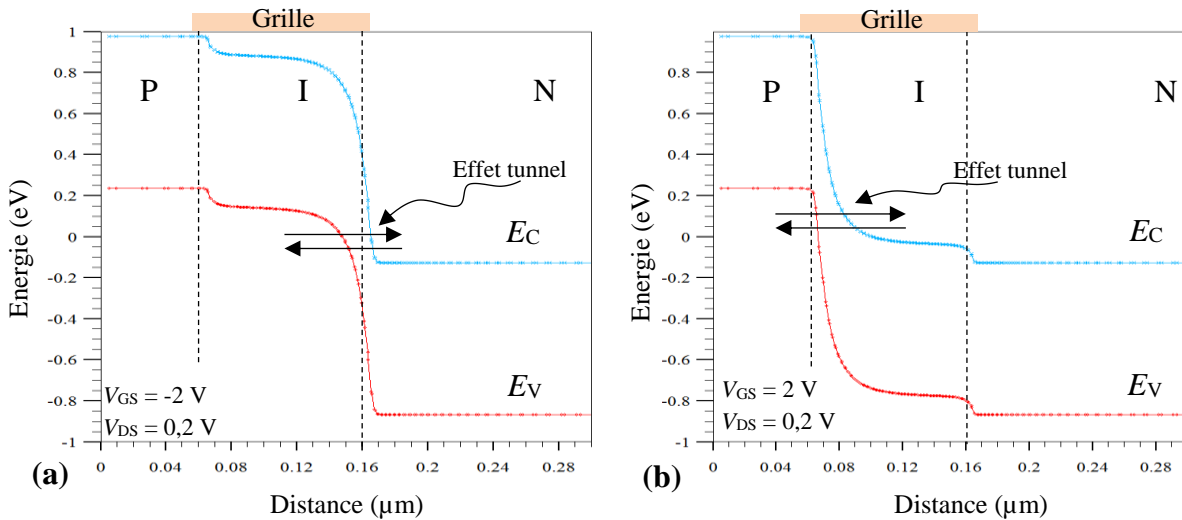 Grille
1
0.8
0.6
0.4
0.2
0
-0.2
-0.4
-0.6
-0.8
-1
Energie (eV)
P
I
N
Effet tunnel
EC
EV
VGS = -2 V
VDS = 0,2 V
0
0.04
0.08
0.12
0.16
0.2
0.24
0.28
(a)
Distance (µm)
Grille
1
0.8
0.6
0.4
0.2
0
-0.2
-0.4
-0.6
-0.8
-1
Energie (eV)
P
I
N
Effet tunnel
EC
EV
VGS = 2 V
VDS = 0,2 V
0
0.04
0.08
0.12
0.16
0.2
0.24
0.28
(b)
Distance (µm)